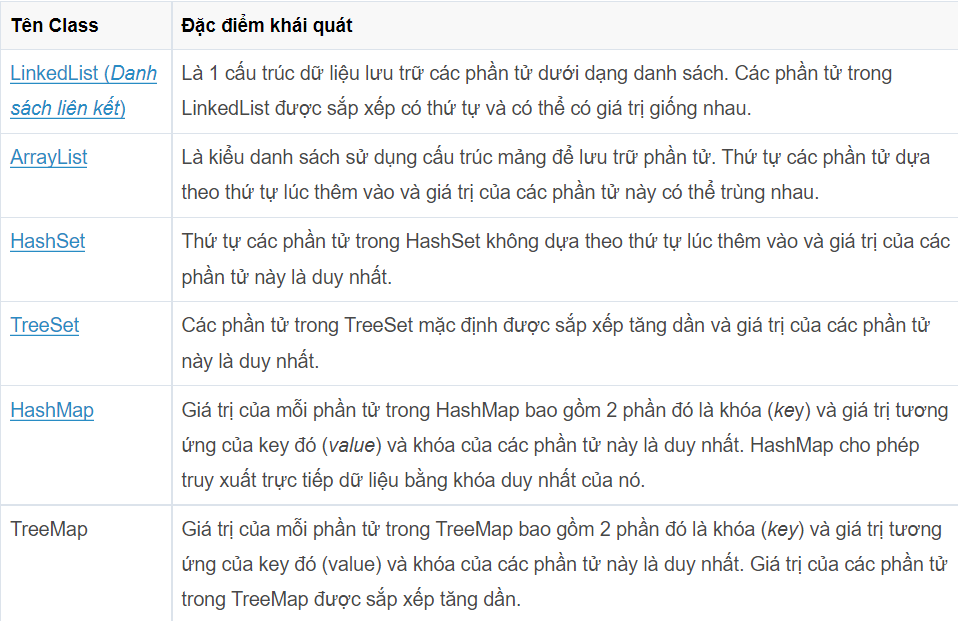 Tên Class
Đặc điểm khái quát
LinkedList (Danh
sách liên kết)
Là 1 cấu trúc dữ liệu lưu trữ các phần tử dưới dạng danh sách. Các phần tử trong
LinkedList được sắp xếp có thứ tự và có thể có giá trị giống nhau.
ArrayList
Là kiểu danh sách sử dụng cấu trúc mảng để lưu trữ phần tử. Thứ tự các phần tử dựa
theo thứ tự lúc thêm vào và giá trị của các phần tử này có thể trùng nhau.
HashSet
Thứ tự các phần tử trong HashSet không dựa theo thứ tự lúc thêm vào và giá trị của các
phần tử này là duy nhất.
TreeSet
Các phần tử trong TreeSet mặc định được sắp xếp tăng dần và giá trị của các phần tử
này là duy nhất.
HashMap
Giá trị của mỗi phần tử trong HashMap bao gồm 2 phần đó là khóa (key) và giá trị tương
ứng của key đó (value) và khóa của các phần tử này là duy nhất. HashMap cho phép
truy xuất trực tiếp dữ liệu bằng khóa duy nhất của nó.
TreeMap
Giá trị của mỗi phần tử trong TreeMap bao gồm 2 phần đó là khóa (key) và giá trị tương
ứng của key đó (value) và khóa của các phần tử này là duy nhất. Giá trị của các phần tử
trong TreeMap được sắp xếp tăng dần.